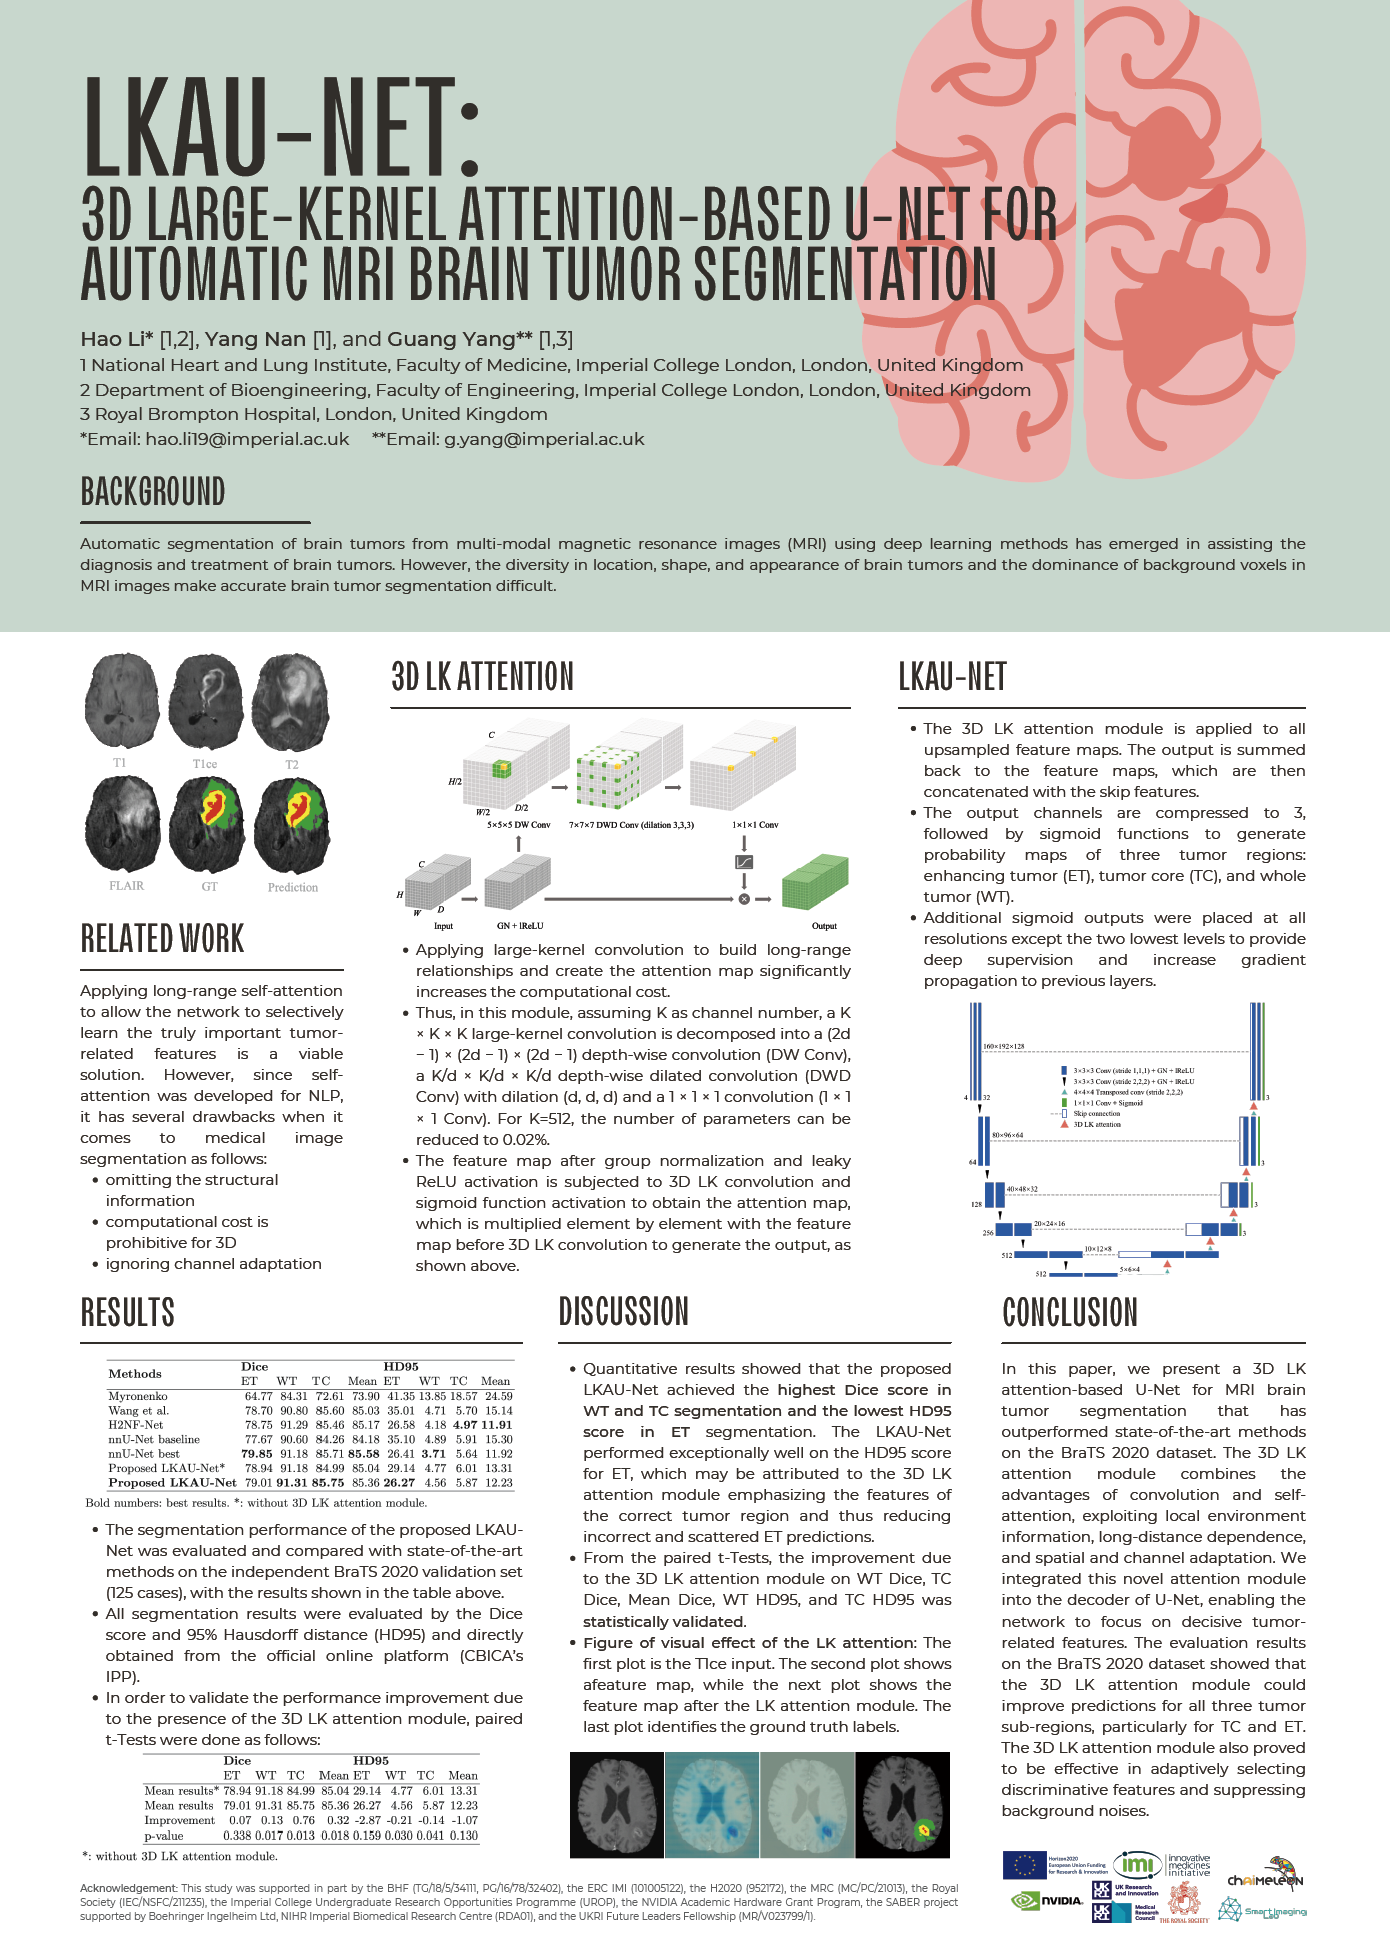 LKAU-NET:
3D LARGE-KERNEL ATTENTION-BASED U-NET FOR
AUTOMATIC MRI BRAIN TUMOR SEGMENTATION
Hao Li* [1,2], Yang Nan [1], and Guang Yang** [1,3]
1 National Heart and Lung Institute, Faculty of Medicine, Imperial College London, London, United Kingdom
2 Department of Bioengineering, Faculty of Engineering, Imperial College London, London, United Kingdom
3 Royal Brompton Hospital, London, United Kingdom
*Email: hao.li19@imperial.ac.uk **Email: g.yang@imperial.ac.uk
BACKGROUND
Automatic segmentation of brain tumors from multi-modal magnetic resonance images (MRI) using deep learning methods has emerged in assisting the
diagnosis and treatment of brain tumors. However, the diversity in location, shape, and appearance of brain tumors and the dominance of background voxels in
MRI images make accurate brain tumor segmentation difficult.
T1 T1ce T2
FLAIR GT Prediction
RELATED WORK
Applying long-range self-attention
to allow the network to selectively
learn the truly important tumor-
related features is a viable
solution. However, since self-
attention was developed for NLP,
it has several drawbacks when it
comes to medical image
segmentation as follows:
• omitting the structural
information
• computational cost is
prohibitive for 3D
• ignoring channel adaptation
3D LK ATTENTION
C
H/2
W/2
D/2
5×5×5 DW Conv 7×7×7 DWD Conv (dilation 3,3,3) 1×1×1 Conv
C
H
W
D
Input GN + lReLU Output
• Applying large-kernel convolution to build long-range
relationships and create the attention map significantly
increases the computational cost.
• Thus, in this module, assuming K as channel number, a K
× K × K large-kernel convolution is decomposed into a (2d
− 1) × (2d − 1) × (2d − 1) depth-wise convolution (DW Conv),
a K/d × K/d × K/d depth-wise dilated convolution (DWD
Conv) with dilation (d, d, d) and a 1 × 1 × 1 convolution (1 × 1
× 1 Conv). For K=512, the number of parameters can be
reduced to 0.02%.
• The feature map after group normalization and leaky
ReLU activation is subjected to 3D LK convolution and
sigmoid function activation to obtain the attention map,
which is multiplied element by element with the feature
map before 3D LK convolution to generate the output, as
shown above.
LKAU-NET
• The 3D LK attention module is applied to all
upsampled feature maps. The output is summed
back to the feature maps, which are then
concatenated with the skip features.
• The output channels are compressed to 3,
followed by sigmoid functions to generate
probability maps of three tumor regions:
enhancing tumor (ET), tumor core (TC), and whole
tumor (WT).
• Additional sigmoid outputs were placed at all
resolutions except the two lowest levels to provide
deep supervision and increase gradient
propagation to previous layers.
160×192×128
3×3×3 Conv (stride 1,1,1) + GN + lReLU
3×3×3 Conv (stride 2,2,2) + GN + lReLU
4×4×4 Transposed conv (stride 2,2,2)
1×1×1 Conv + Sigmoid
Skip connection
3D LK attention
4 32 3
80×96×64
64 3
40×48×32
128 3
20×24×16
256 3
10×12×8
512
5×6×4
512
RESULTS
Methods Dice HD95
ET WT TC Mean ET WT TC Mean
Myronenko 64.77 84.31 72.61 73.90 41.35 13.85 18.57 24.59
Wang et al. 78.70 90.80 85.60 85.03 35.01 4.71 5.70 15.14
H2NF-Net 78.75 91.29 85.46 85.17 26.58 4.18 4.97 11.91
nnU-Net baseline 77.67 90.60 84.26 84.18 35.10 4.89 5.91 15.30
nnU-Net best 79.85 91.18 85.71 85.58 26.41 3.71 5.64 11.92
Proposed LKAU-Net* 78.94 91.18 84.99 85.04 29.14 4.77 6.01 13.31
Proposed LKAU-Net 79.01 91.31 85.75 85.36 26.27 4.56 5.87 12.23
Bold numbers: best results. *: without 3D LK attention module.
• The segmentation performance of the proposed LKAU-
Net was evaluated and compared with state-of-the-art
methods on the independent BraTS 2020 validation set
(125 cases), with the results shown in the table above.
• All segmentation results were evaluated by the Dice
score and 95% Hausdorff distance (HD95) and directly
obtained from the official online platform (CBICA's
IPP).
• In order to validate the performance improvement due
to the presence of the 3D LK attention module, paired
t-Tests were done as follows:
Dice HD95
ET WT TC Mean ET WT TC Mean
Mean results* 78.94 91.18 84.99 85.04 29.14 4.77 6.01 13.31
Mean results 79.01 91.31 85.75 85.36 26.27 4.56 5.87 12.23
Improvement 0.07 0.13 0.76 0.32 -2.87 -0.21 -0.14 -1.07
p-value 0.338 0.017 0.013 0.018 0.159 0.030 0.041 0.130
*: without 3D LK attention module.
DISCUSSION
• Quantitative results showed that the proposed
LKAU-Net achieved the highest Dice score in
WT and TC segmentation and the lowest HD95
score in ET segmentation. The LKAU-Net
performed exceptionally well on the HD95 score
for ET, which may be attributed to the 3D LK
attention module emphasizing the features of
the correct tumor region and thus reducing
incorrect and scattered ET predictions.
• From the paired t-Tests, the improvement due
to the 3D LK attention module on WT Dice, TC
Dice, Mean Dice, WT HD95, and TC HD95 was
statistically validated.
• Figure of visual effect of the LK attention: The
first plot is the T1ce input. The second plot shows
afeature map, while the next plot shows the
feature map after the LK attention module. The
last plot identifies the ground truth labels.
CONCLUSION
In this paper, we present a 3D LK
attention-based U-Net for MRI brain
tumor segmentation that has
outperformed state-of-the-art methods
on the BraTS 2020 dataset. The 3D LK
attention module combines the
advantages of convolution and self-
attention, exploiting local environment
information, long-distance dependence,
and spatial and channel adaptation. We
integrated this novel attention module
into the decoder of U-Net, enabling the
network to focus on decisive tumor-
related features. The evaluation results
on the BraTS 2020 dataset showed that
the 3D LK attention module could
improve predictions for all three tumor
sub-regions, particularly for TC and ET.
The 3D LK attention module also proved
to be effective in adaptively selecting
discriminative features and suppressing
background noises.
Acknowledgement: This study was supported in part by the BHF (TG/18/5/34111, PG/16/78/32402), the ERC IMI (101005122), the H2020 (952172), the MRC (MC/PC/21013), the Royal
Society (IEC/NSFC/211235), the Imperial College Undergraduate Research Opportunities Programme (UROP), the NVIDIA Academic Hardware Grant Program, the SABER project
supported by Boehringer Ingelheim Ltd, NIHR Imperial Biomedical Research Centre (RDA01), and the UKRI Future Leaders Fellowship (MR/V023799/1).
Horizon2020
European Union Funding
for Research & Innovation
imi
innovative
medicines
initiative
chAiMeLEON
NVIDIA.
UK RI
UK Research
and Innovation
UK RI
Medical
Research
Council
THE ROYAL SOCIETY
Smart Imaging
Lab